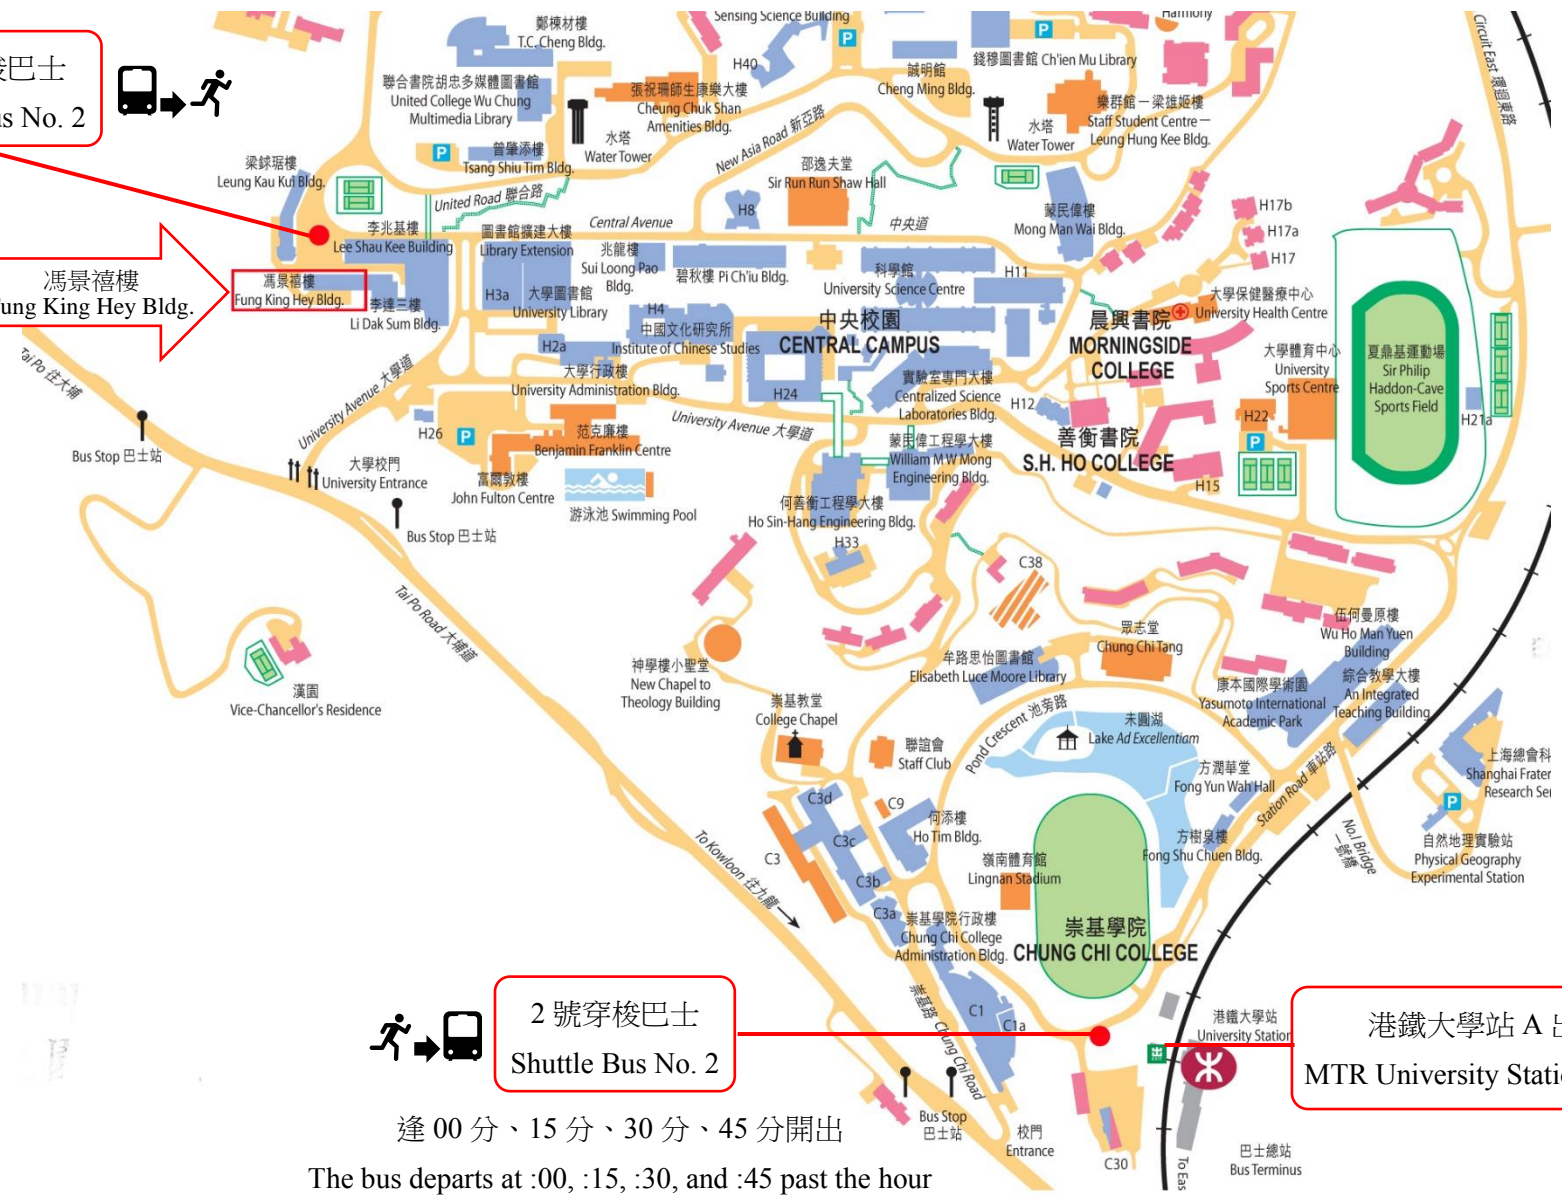 鄭棟材樓
T.C. Cheng Bldg.
Sensing Science Building
Harmony
Circuit East 環迴東路
梭巴士
us No. 2
聯合書院胡忠多媒體圖書館
United College Wu Chung
Multimedia Library
H40
誠明館
Cheng Ming Bldg.
錢穆圖書館 Ch'ien Mu Library
張祝珊師生康樂大樓
Cheung Chuk Shan
Amenities Bldg.
樂群館－梁雄姬樓
Staff Student Centre－
Leung Hung Kee Bldg.
水塔
Water Tower
水塔
Water Tower
New Asia Road 新亞路
P
P
P
曾肇添樓
Tsang Shiu Tim Bldg.
梁銶琚樓
Leung Kau Kui Bldg.
邵逸夫堂
Sir Run Run Shaw Hall
United Road 聯合路
H8
Central Avenue
中央道
蒙民偉樓
Mong Man Wai Bldg.
H17b
H17a
H17
李兆基樓
Lee Shau Kee Building
圖書館擴建大樓
Library Extension
兆龍樓
Sui Loong Pao
Bldg.
碧秋樓 Pi Ch'iu Bldg.
科學館
University Science Centre
H11
馮景禧樓
Fung King Hey Bldg.
馮景禧樓
Fung King Hey Bldg.
李達三樓
Li Dak Sum Bldg.
H3a
大學圖書館
University Library
H4
中國文化研究所
Institute of Chinese Studies
中央校園
CENTRAL CAMPUS
晨興書院
MORNINGSIDE
COLLEGE
大學保健醫療中心
University Health Centre
大學體育中心
University
Sports Centre
夏鼎基運動場
Sir Philip
Haddon-Cave
Sports Field
H21a
Tai Po 往大埔
H2a
大學行政樓
University Administration Bldg.
H24
實驗室專門大樓
Centralized Science
Laboratories Bldg.
H12
H22
P
University Avenue 大學道
University Avenue 大學道
善衡書院
S.H. HO COLLEGE
H15
Bus Stop 巴士站
H26
P
范克廉樓
Benjamin Franklin Centre
蒙民偉工程學大樓
William M W Mong
Engineering Bldg.
大學校門
University Entrance
富爾敦樓
John Fulton Centre
游泳池 Swimming Pool
何善衡工程學大樓
Ho Sin-Hang Engineering Bldg.
H33
Bus Stop 巴士站
C38
Tai Po Road 大埔道
漢園
Vice-Chancellor's Residence
神學樓小聖堂
New Chapel to
Theology Building
眾志堂
Chung Chi Tang
伍何曼原樓
Wu Ho Man Yuen
Building
牟路思怡圖書館
Elisabeth Luce Moore Library
康本國際學術園
Yasumoto International
Academic Park
綜合教學大樓
An Integrated
Teaching Building
崇基教堂
College Chapel
聯誼會
Staff Club
Pond Crescent 池旁路
未圓湖
Lake Ad Excellentiam
方潤華堂
Fong Yun Wah Hall
Station Road 車站路
上海總會科
Shanghai Frater
Research Ser
P
C3d
C9
何添樓
Ho Tim Bldg.
C3
C3c
C3b
C3a
嶺南體育館
Lingnan Stadium
方樹泉樓
Fong Shu Chuen Bldg.
No.1 Bridge
一號橋
自然地理實驗站
Physical Geography
Experimental Station
To Kowloon 往九龍
崇基學院行政樓
Chung Chi College
Administration Bldg.
崇基學院
CHUNG CHI COLLEGE
2 號穿梭巴士
Shuttle Bus No. 2
崇基路 Chung Chi Road
C1
C1a
港鐵大學站
University Station
港鐵大學站 A 出
MTR University Statio
逢 00 分、15 分、30 分、45 分開出
The bus departs at :00, :15, :30, and :45 past the hour
Bus Stop
巴士站
校門
Entrance
C30
To Eas
巴士總站
Bus Terminus